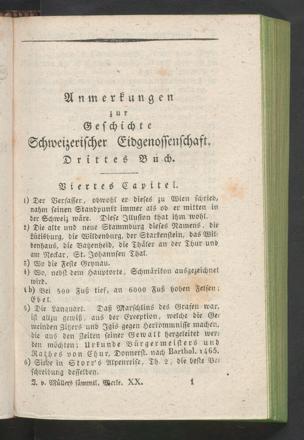 Anmerkungen
zur
Geschichte
Schweizerischer Eidgenossenschaft.
Drittes Buch.
Viertes Capitel.
1) Der Verfasser, obwohl er dieses zu Wien schrieb,
nahm seinen Standpunkt immer als ob er mitten in
der Schweiz wäre. Diese Illusion that ihm wohl.
2) Die alte und neue Stammburg dieses Namens, die
Lütisburg, die Wildenburg, der Starkenstein, das Wil-
denhaus, die Bazenheid, die Thäler an der Thur und
am Neckar, St. Johannsen Thal.
3) Wo die Feste Grynau.
4) Wo, nebst dem Hauptorte, Schmärikon ausgezeichnet
wird.
4 b) Bey 500 Fuß tief, an 6000 Fuß hohen Felsen;
Ebel.
5) Die Languart. Daß Marschlins des Grafen war,
ist allzu gewiß, aus der Exception, welche die Ge-
meinden Zizers und Igis gegen Herkommnisse machen,
die aus den Zeiten seiner Gewalt hergeleitet wer-
den möchten; Urkunde Bürgermeisters und
Rathes von Chur, Donnerst. nach Barthol. 1465.
6) Siehe in Storr's Alpenreise, Th. 2, die beste Be-
schreibung desselben.
J. v. Müllers sämmtl. Werke. XX. 1